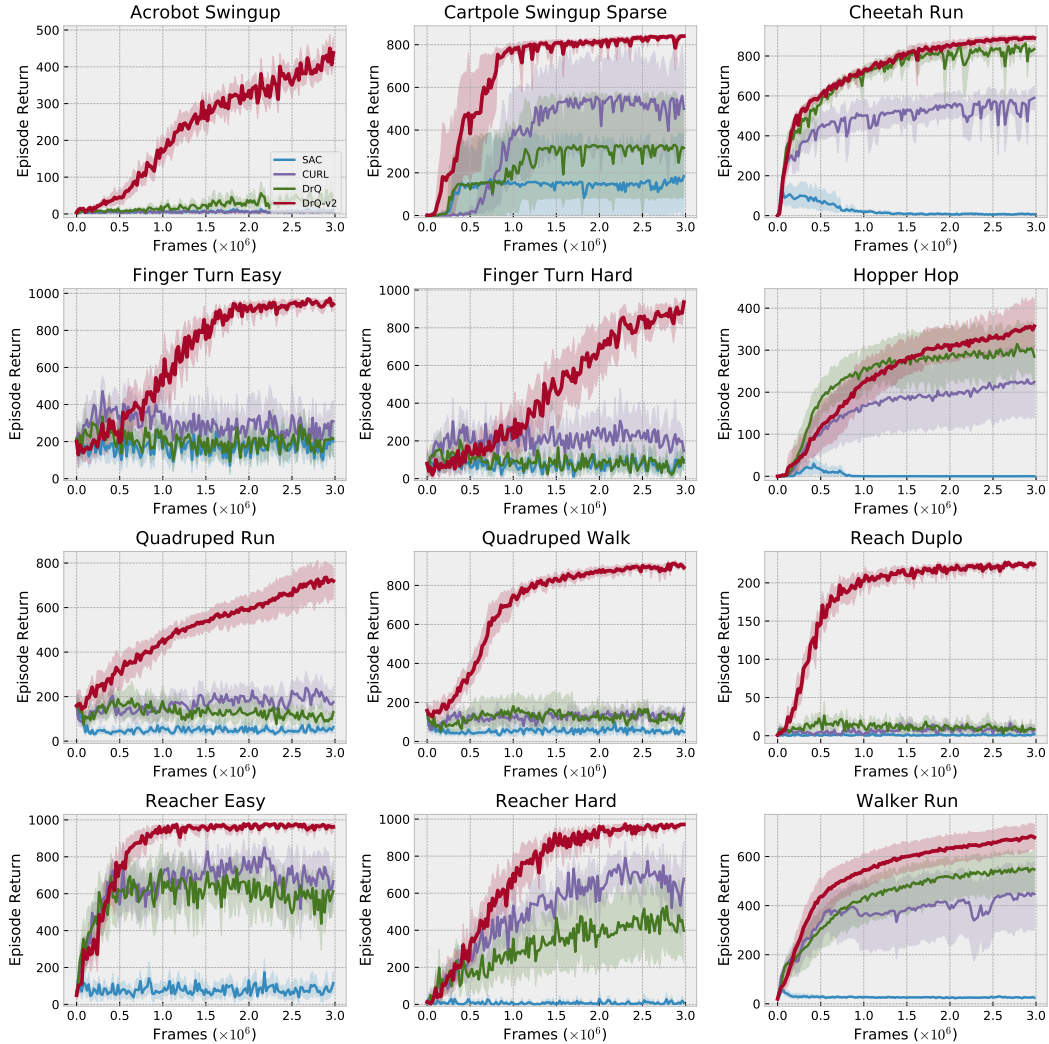 Acrobot Swingup
Episode Return
500
400
300
200
100
0
0.0 0.5 1.0 1.5 2.0 2.5 3.0
Frames (×10⁶)
SAC
CURL
DrQ
DrQ-v2
Cartpole Swingup Sparse
Episode Return
800
600
400
200
0
0.0 0.5 1.0 1.5 2.0 2.5 3.0
Frames (×10⁶)
Cheetah Run
Episode Return
800
600
400
200
0
0.0 0.5 1.0 1.5 2.0 2.5 3.0
Frames (×10⁶)
Finger Turn Easy
Episode Return
1000
800
600
400
200
0
0.0 0.5 1.0 1.5 2.0 2.5 3.0
Frames (×10⁶)
Finger Turn Hard
Episode Return
1000
800
600
400
200
0
0.0 0.5 1.0 1.5 2.0 2.5 3.0
Frames (×10⁶)
Hopper Hop
Episode Return
400
300
200
100
0
0.0 0.5 1.0 1.5 2.0 2.5 3.0
Frames (×10⁶)
Quadruped Run
Episode Return
800
600
400
200
0
0.0 0.5 1.0 1.5 2.0 2.5 3.0
Frames (×10⁶)
Quadruped Walk
Episode Return
800
600
400
200
0
0.0 0.5 1.0 1.5 2.0 2.5 3.0
Frames (×10⁶)
Reach Duplo
Episode Return
200
150
100
50
0
0.0 0.5 1.0 1.5 2.0 2.5 3.0
Frames (×10⁶)
Reacher Easy
Episode Return
1000
800
600
400
200
0
0.0 0.5 1.0 1.5 2.0 2.5 3.0
Frames (×10⁶)
Reacher Hard
Episode Return
1000
800
600
400
200
0
0.0 0.5 1.0 1.5 2.0 2.5 3.0
Frames (×10⁶)
Walker Run
Episode Return
600
400
200
0
0.0 0.5 1.0 1.5 2.0 2.5 3.0
Frames (×10⁶)